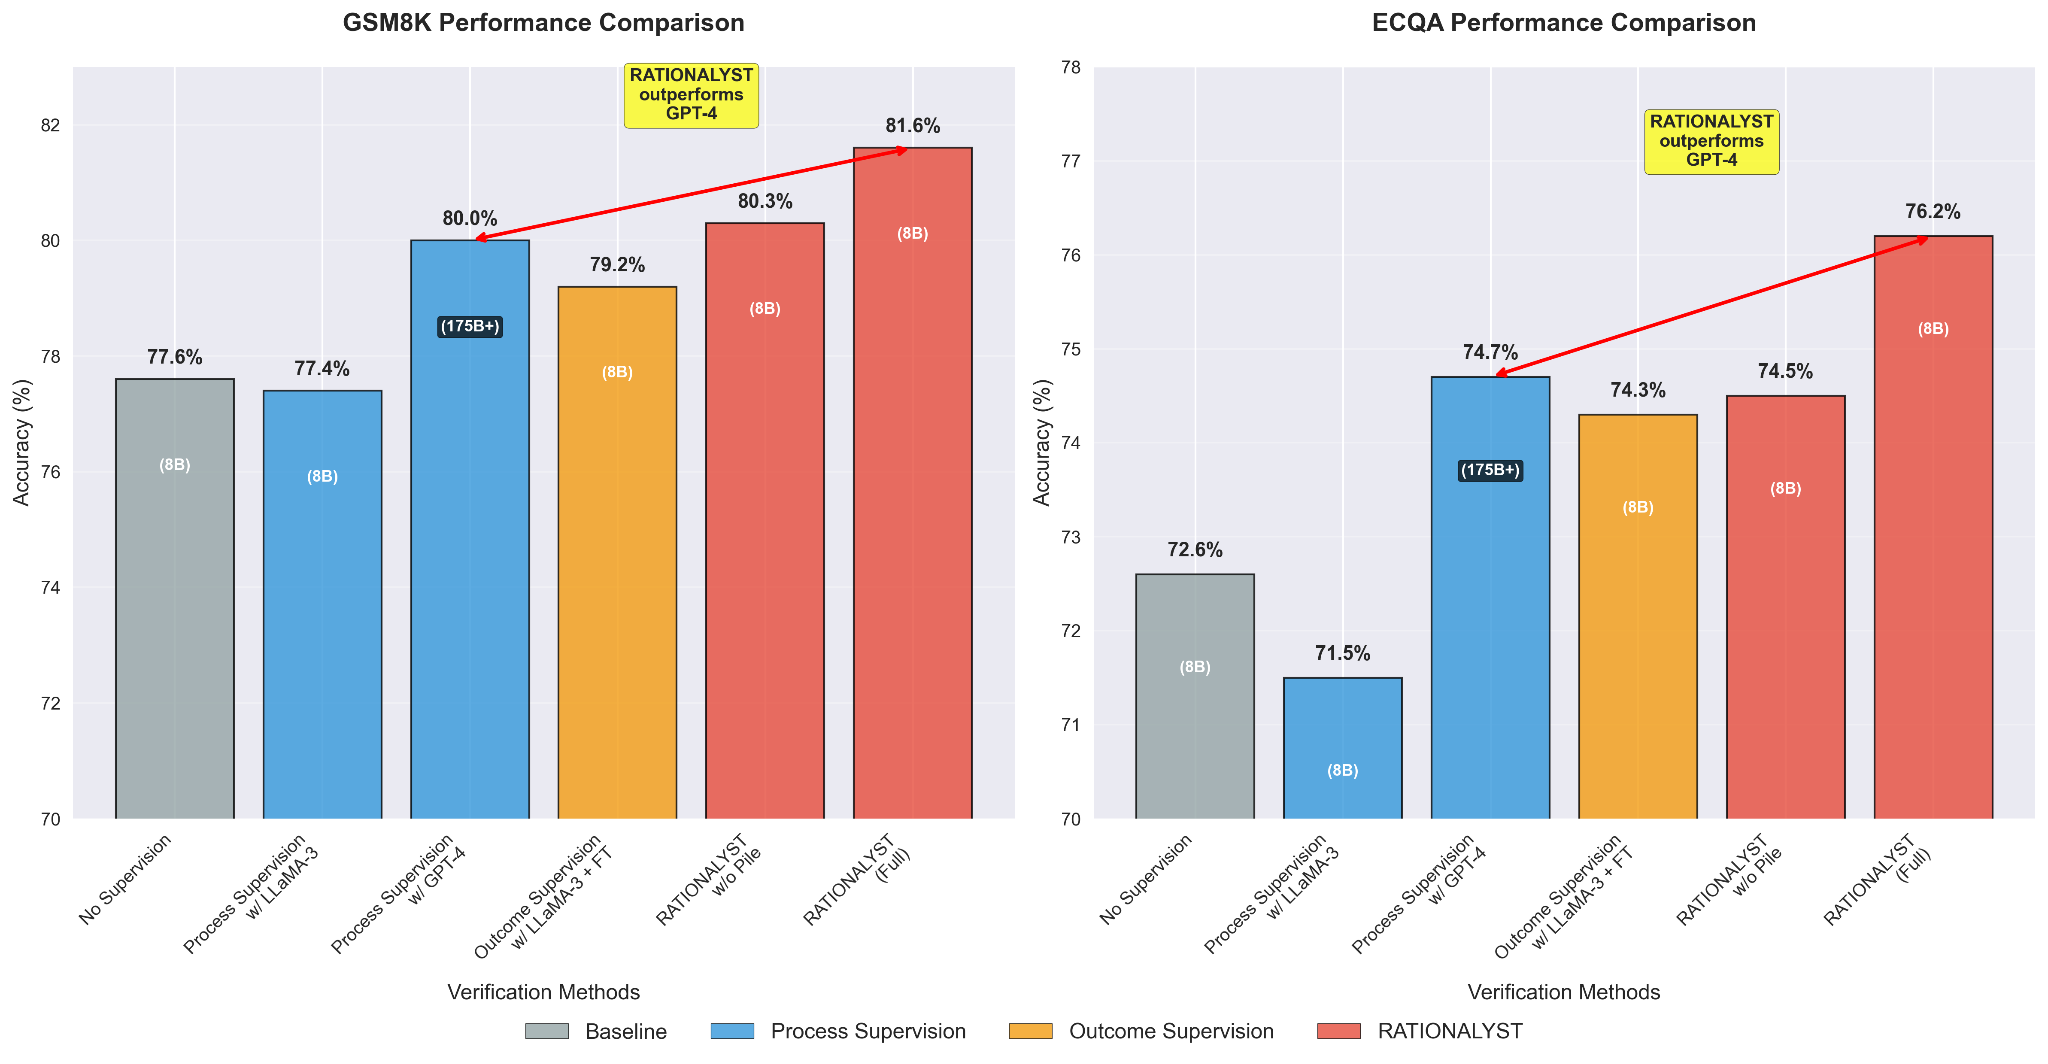 GSM8K Performance Comparison
RATIONALYST
outperforms
GPT-4
82
80
78
76
74
72
70
Accuracy (%)
77.6%
77.4%
80.0%
79.2%
80.3%
81.6%
(8B)
(8B)
(175B+)
(8B)
(8B)
(8B)
No Supervision
Process Supervision
w/ LLaMA-3
Process Supervision
w/ GPT-4
Outcome Supervision
w/ LLaMA-3 + FT
RATIONALYST
w/o Pile
RATIONALYST
(Full)
Verification Methods
ECQA Performance Comparison
RATIONALYST
outperforms
GPT-4
78
77
76
75
74
73
72
71
70
Accuracy (%)
72.6%
71.5%
74.7%
74.3%
74.5%
76.2%
(8B)
(8B)
(175B+)
(8B)
(8B)
(8B)
No Supervision
Process Supervision
w/ LLaMA-3
Process Supervision
w/ GPT-4
Outcome Supervision
w/ LLaMA-3 + FT
RATIONALYST
w/o Pile
RATIONALYST
(Full)
Verification Methods
Baseline
Process Supervision
Outcome Supervision
RATIONALYST